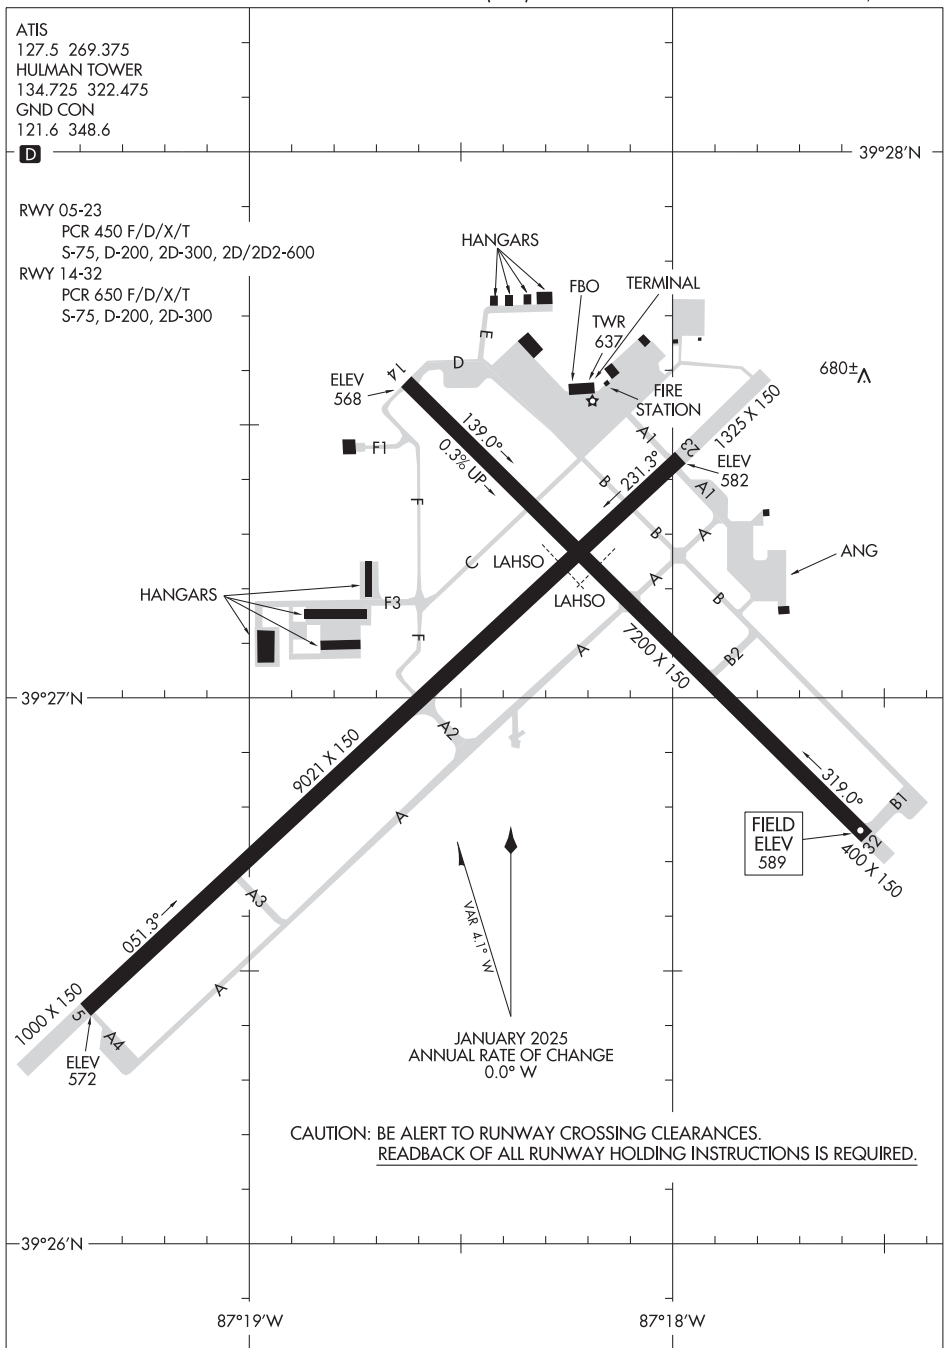 ATIS
127.5 269.375
HULMAN TOWER
134.725 322.475
GND CON
121.6 348.6
D
39°28'N
RWY 05-23
PCR 450 F/D/X/T
S-75, D-200, 2D-300, 2D/2D2-600
RWY 14-32
PCR 650 F/D/X/T
S-75, D-200, 2D-300
HANGARS
FBO
TERMINAL
TWR
637
E
D
14
ELEV
568
FIRE
STATION
680±
1325 X 150
139.0°
0.3% UP
F1
A1
23
ELEV
582
231.3°
B
A1
F
B
A
ANG
C
LAHSO
A
LAHSO
HANGARS
F3
B
F
7200 X 150
A
B2
39°27'N
A2
9021 X 150
319.0°
B1
A
FIELD
ELEV
589
32
400 X 150
A3
VAR 4.1° W
051.3°
A
1000 X 150
5
A4
ELEV
572
JANUARY 2025
ANNUAL RATE OF CHANGE
0.0° W
CAUTION: BE ALERT TO RUNWAY CROSSING CLEARANCES.
READBACK OF ALL RUNWAY HOLDING INSTRUCTIONS IS REQUIRED.
39°26'N
87°19'W
87°18'W